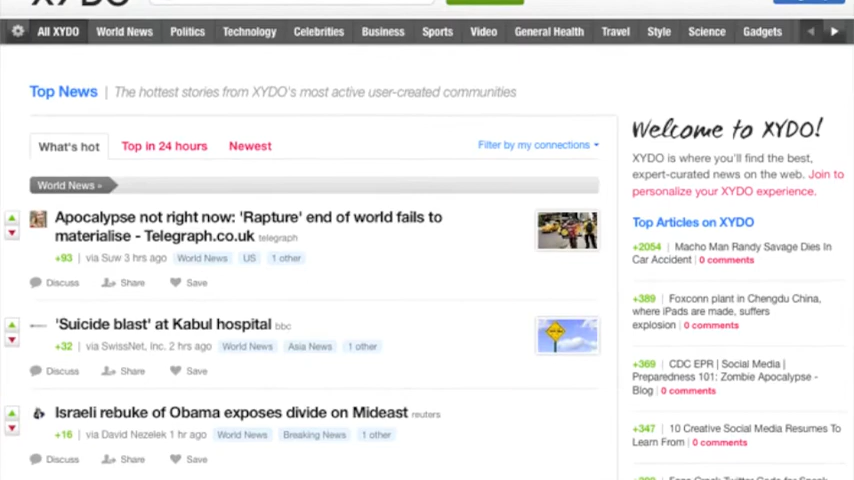 XYDO
All XYDO World News Politics Technology Celebrities Business Sports Video General Health Travel Style Science Gadgets
Top News | The hottest stories from XYDO's most active user-created communities
What's hot Top in 24 hours Newest
Filter by my connections
World News »
Apocalypse not right now: 'Rapture' end of world fails to
materialise - Telegraph.co.uk telegraph
+93 | via Suw 3 hrs ago World News US 1 other
Discuss Share Save
'Suicide blast' at Kabul hospital bbc
+32 | via SwissNet, Inc. 2 hrs ago World News Asia News 1 other
Discuss Share Save
Israeli rebuke of Obama exposes divide on Mideast reuters
+16 | via David Nezelek 1 hr ago World News Breaking News 1 other
Discuss Share Save
Welcome to XYDO!
XYDO is where you'll find the best,
expert-curated news on the web. Join to
personalize your XYDO experience.
Top Articles on XYDO
+2054 | Macho Man Randy Savage Dies In
Car Accident | 0 comments
+389 | Foxconn plant in Chengdu China,
where iPads are made, suffers
explosion | 0 comments
+369 | CDC EPR | Social Media |
Preparedness 101: Zombie Apocalypse -
Blog | 0 comments
+347 | 10 Creative Social Media Resumes To
Learn From | 0 comments